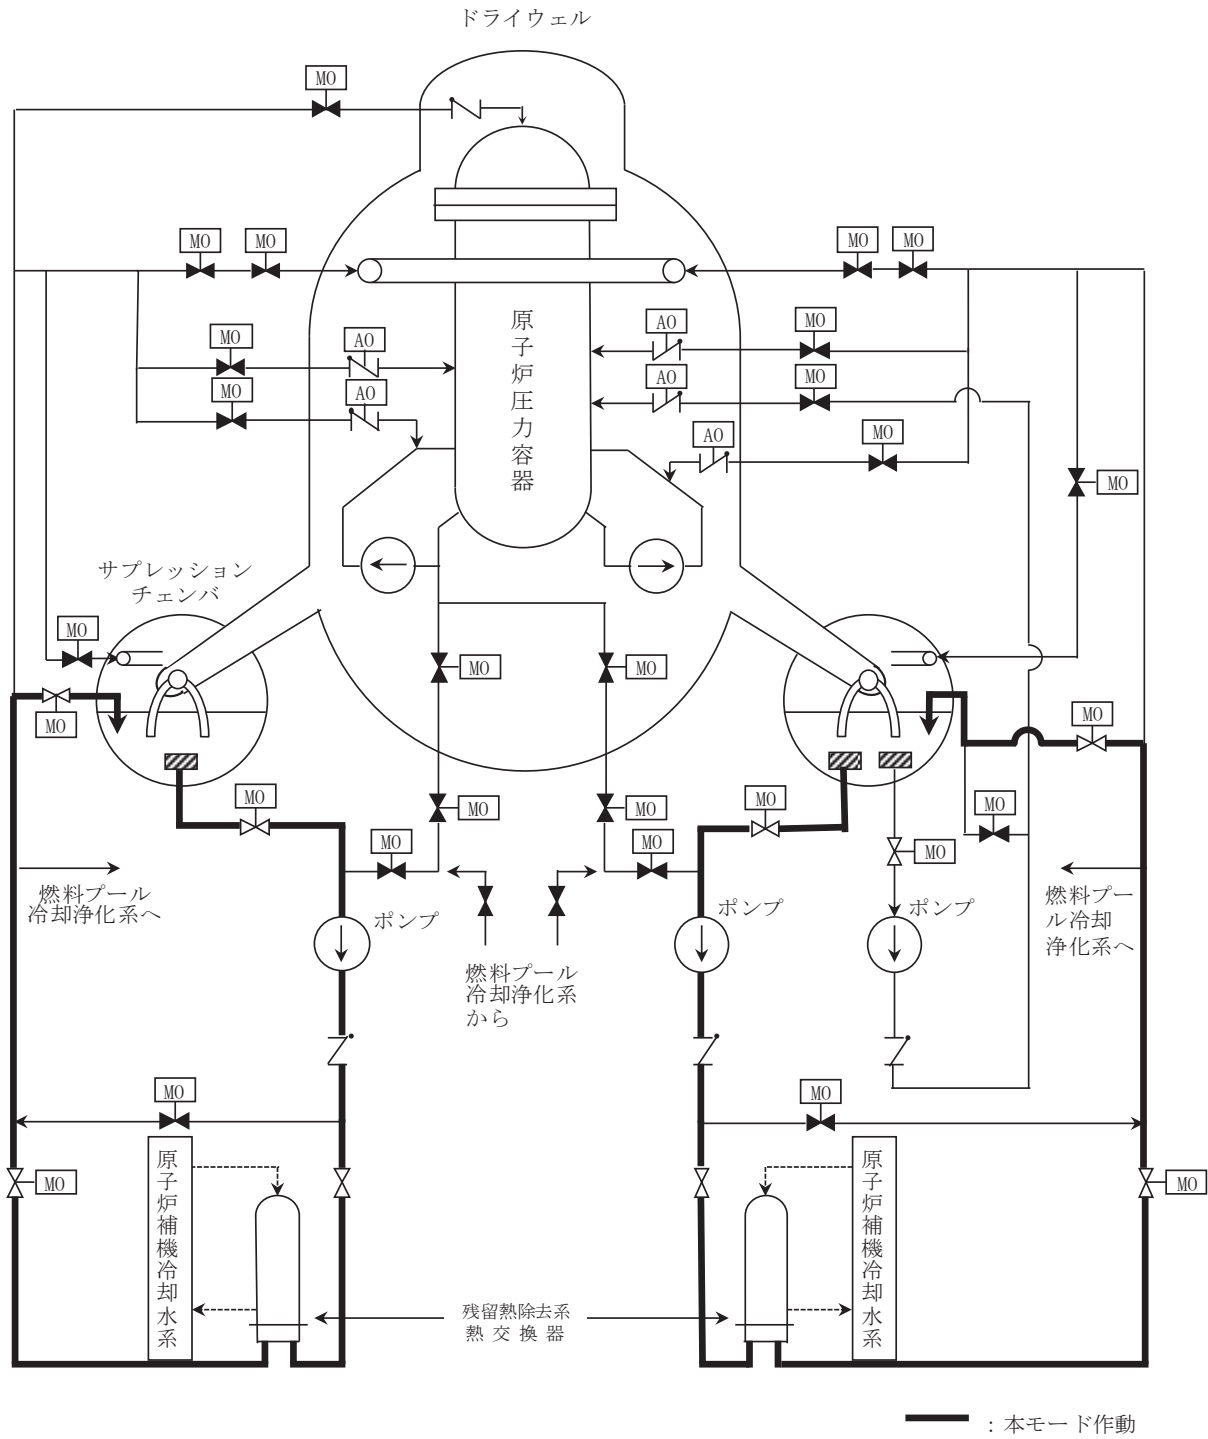 ドライウェル
MO
MO
MO
MO
MO
MO
AO
AO
MO
MO
AO
MO
AO
MO
AO
MO
原子炉圧力容器
MO
サプレッション
チェンバ
MO
MO
MO
MO
MO
MO
MO
MO
MO
MO
MO
MO
MO
MO
燃料プール
冷却浄化系へ
ポンプ
ポンプ
ポンプ
燃料プー
ル冷却
浄化系へ
燃料プール
冷却浄化系
から
MO
MO
MO
MO
原子炉補機冷却水系
原子炉補機冷却水系
残留熱除去系
熱交換器
：本モード作動